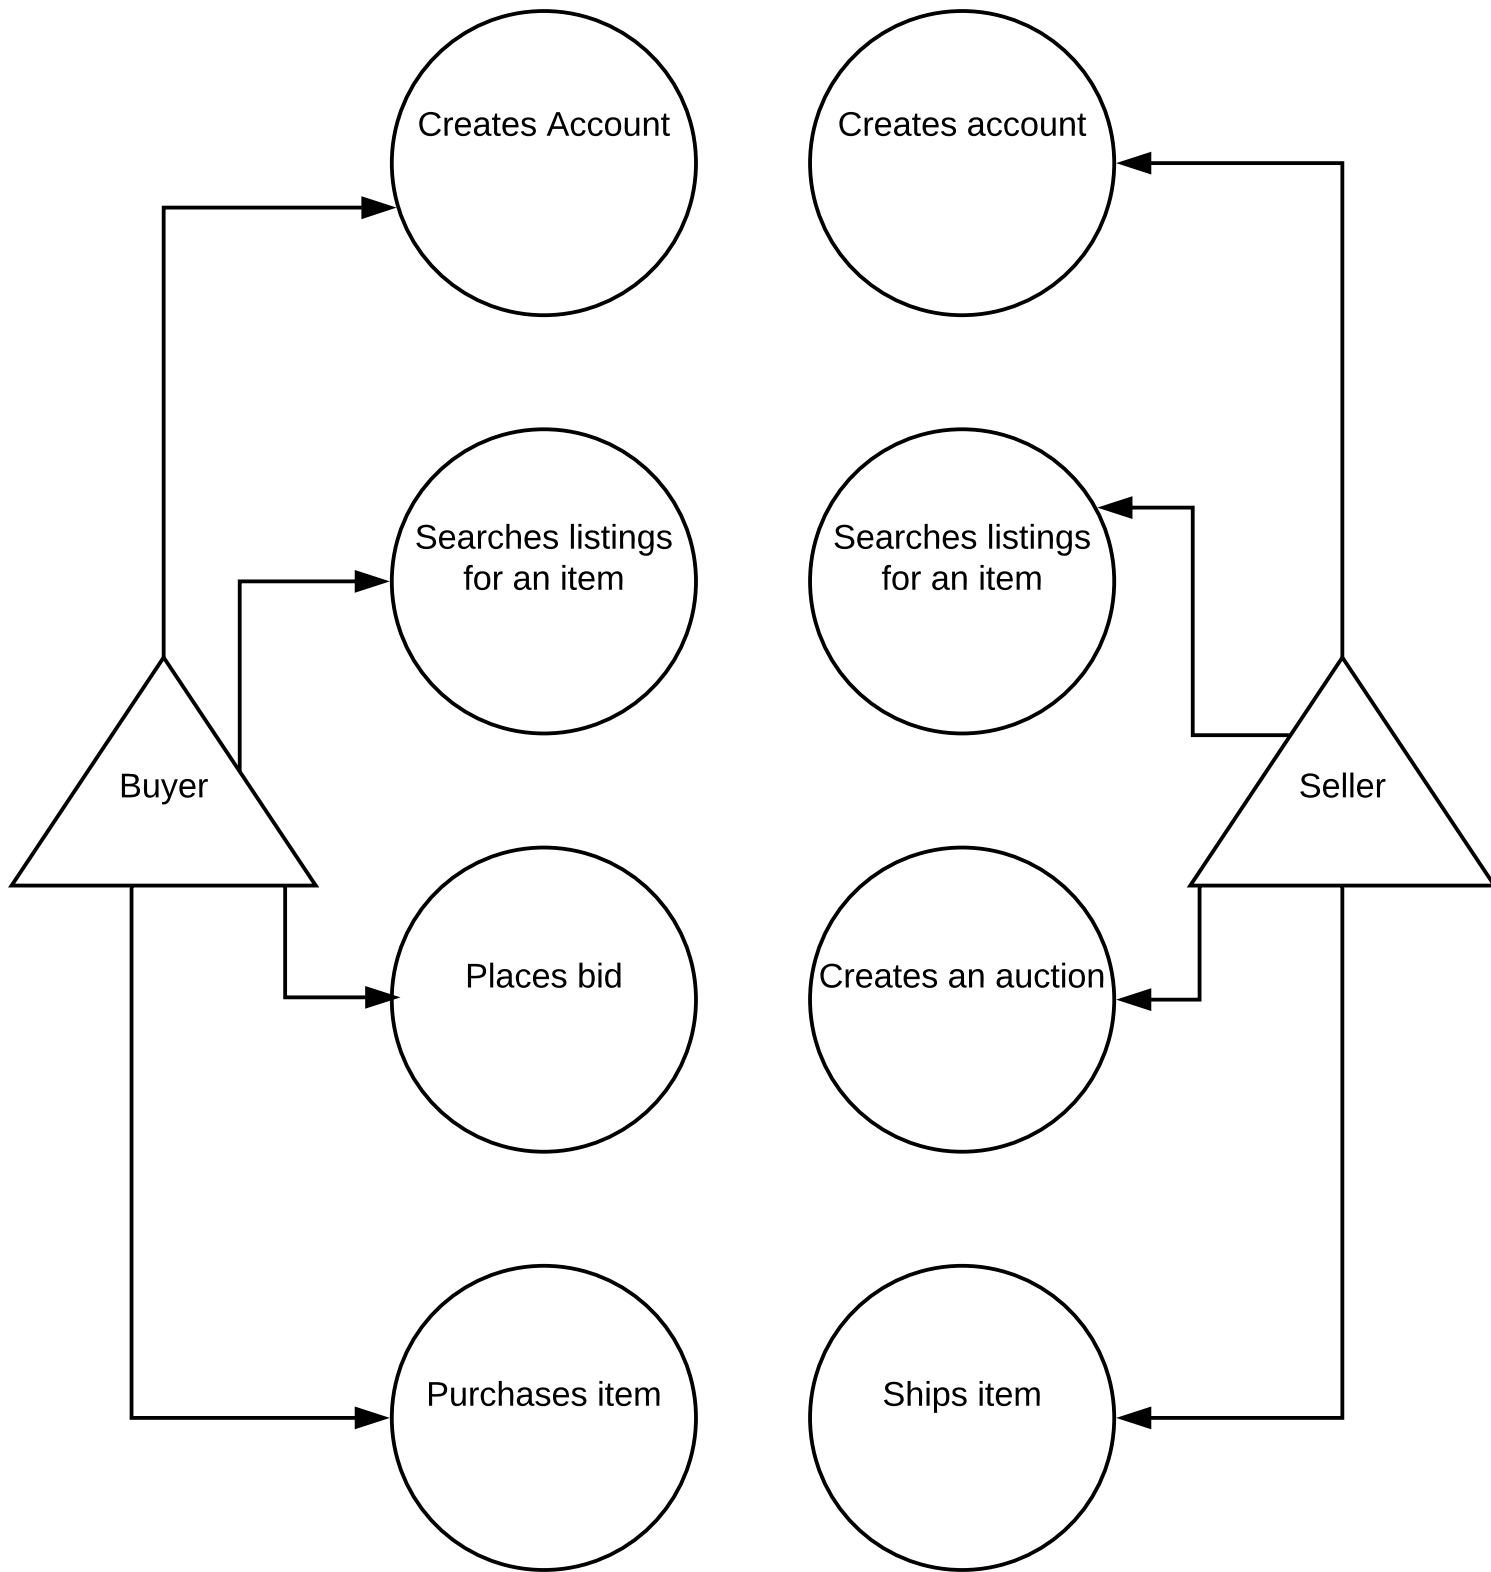 Creates Account
Creates account
Searches listings
for an item
Searches listings
for an item
Buyer
Seller
Places bid
Creates an auction
Purchases item
Ships item